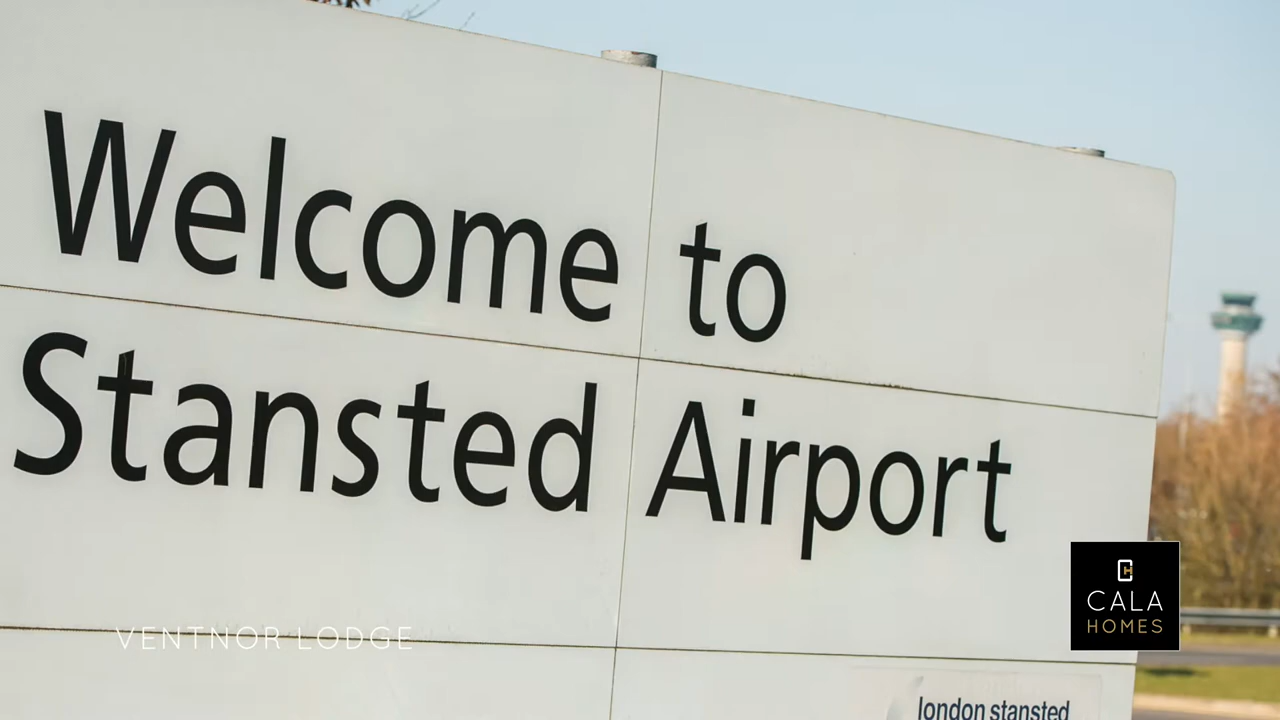 Welcome to
Stansted Airport
VENTNOR LODGE
CALA
HOMES
london stansted